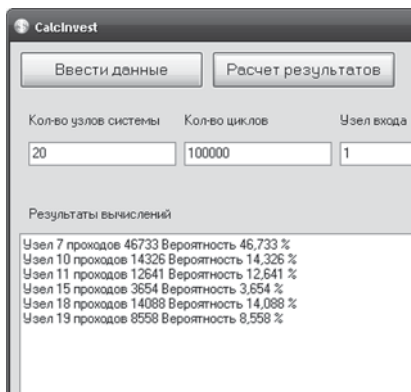 CalcInvest
Ввести данные Расчет результатов
Кол-во узлов системы Кол-во циклов Узел входа
20 100000 1
Результаты вычислений
Узел 7 проходов 46733 Вероятность 46,733 %
Узел 10 проходов 14326 Вероятность 14,326 %
Узел 11 проходов 12641 Вероятность 12,641 %
Узел 15 проходов 3654 Вероятность 3,654 %
Узел 18 проходов 14088 Вероятность 14,088 %
Узел 19 проходов 8558 Вероятность 8,558 %